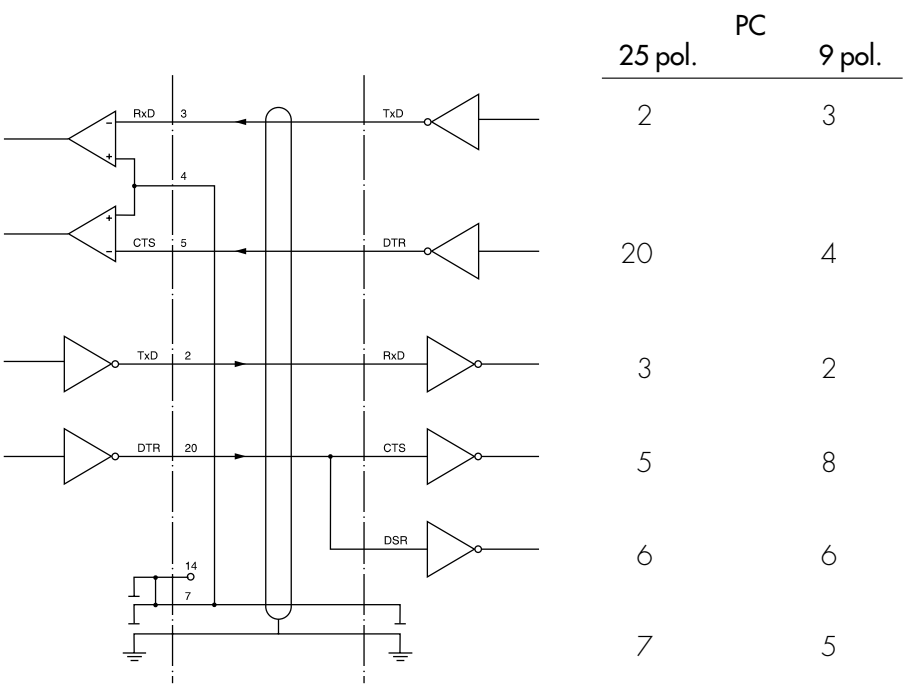 PC
25 pol. 9 pol.
RxD 3 TxD 2 3
−
+
4
+
CTS 5 DTR 20 4
−
TxD 2 RxD 3 2
DTR 20 CTS 5 8
DSR 6 6
14
7
7 5